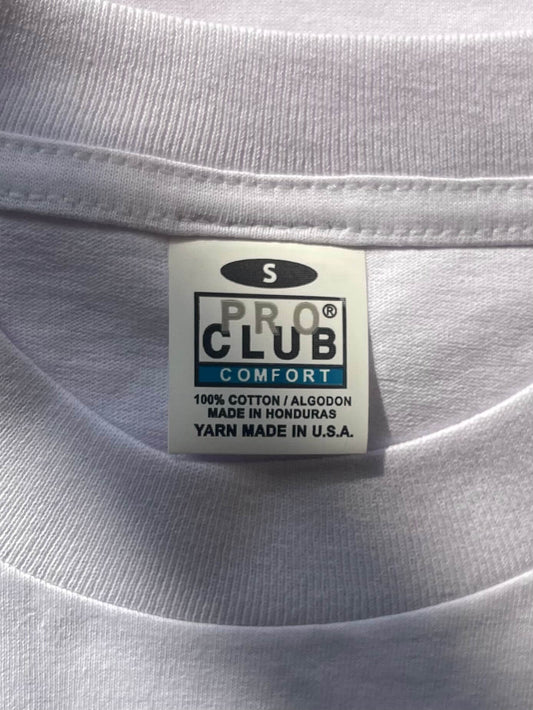 S
PRO®
CLUB
COMFORT
100% COTTON / ALGODON
MADE IN HONDURAS
YARN MADE IN U.S.A.